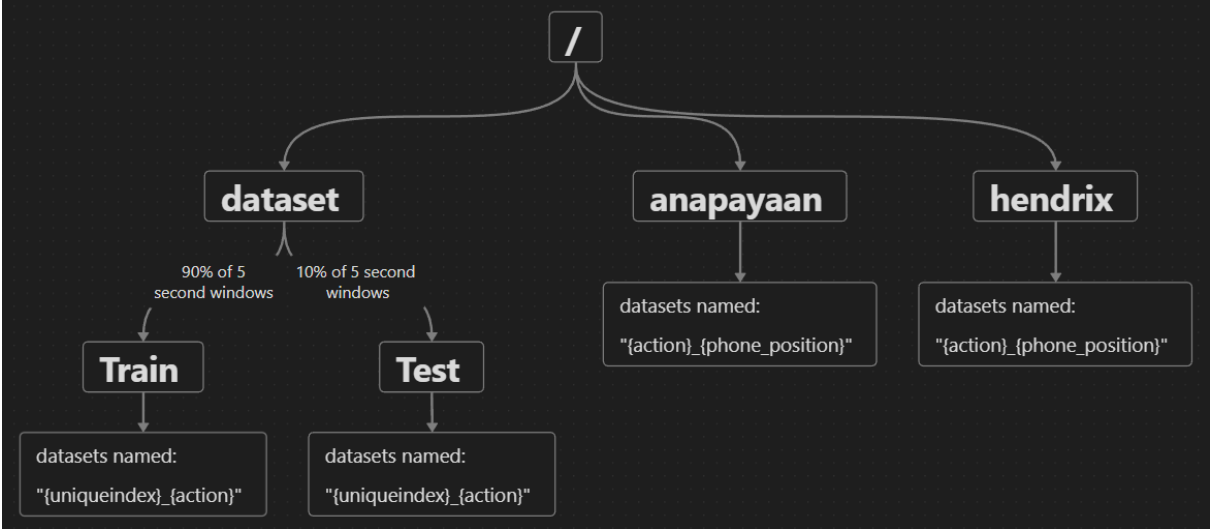 /
dataset
anapayaan
hendrix
90% of 5
second windows
10% of 5 second
windows
datasets named:
"{action}_{phone_position}"
datasets named:
"{action}_{phone_position}"
Train
Test
datasets named:
"{uniqueindex}_{action}"
datasets named:
"{uniqueindex}_{action}"